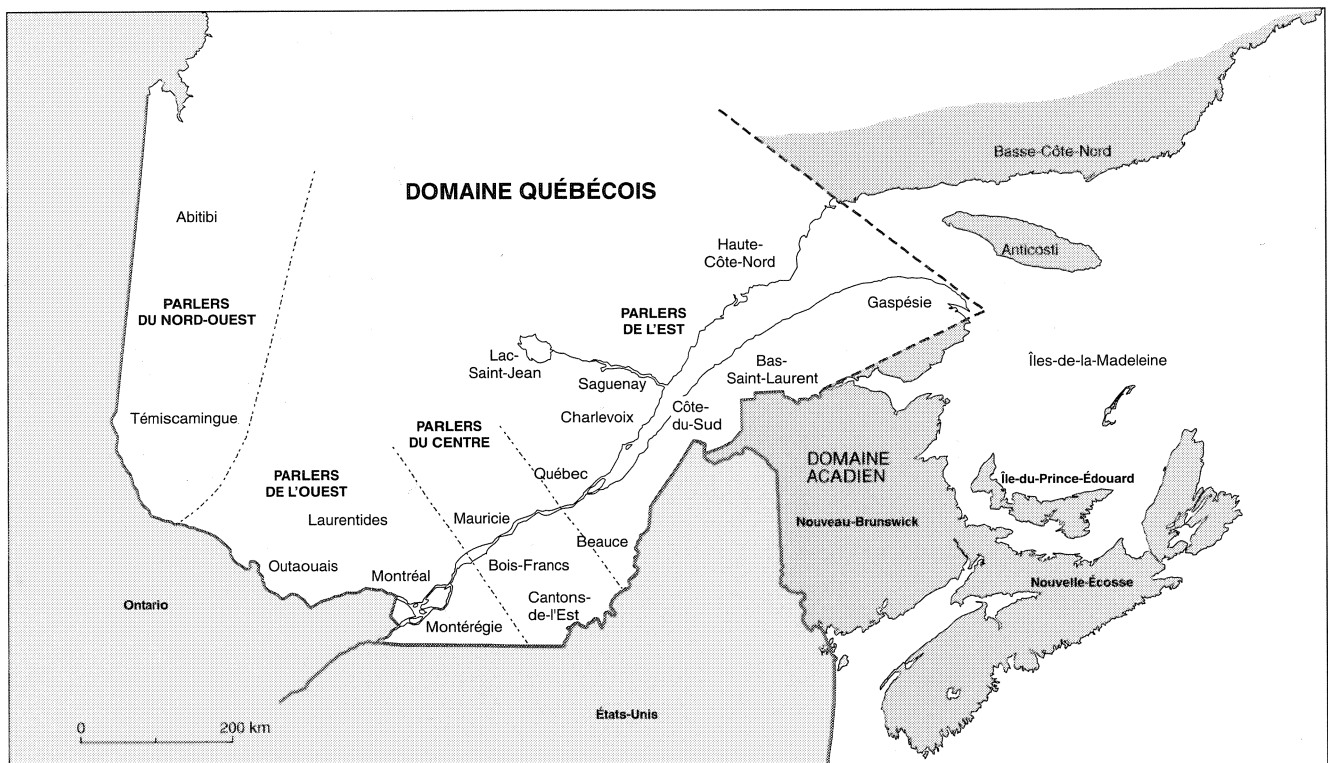 Basse-Côte-Nord
DOMAINE QUÉBÉCOIS
Abitibi
Haute-
Côte-Nord
Anticosti
PARLERS
DU NORD-OUEST
PARLERS
DE L'EST
Gaspésie
Lac-
Saint-Jean
Saguenay
Bas-
Saint-Laurent
Îles-de-la-Madeleine
Témiscamingue
Charlevoix
Côte-
du-Sud
PARLERS
DU CENTRE
PARLERS
DE L'OUEST
Québec
DOMAINE
ACADIEN
Île-du-Prince-Édouard
Laurentides
Mauricie
Nouveau-Brunswick
Beauce
Outaouais
Montréal
Bois-Francs
Nouvelle-Écosse
Ontario
Cantons-
de-l'Est
Montérégie
États-Unis
0 200 km